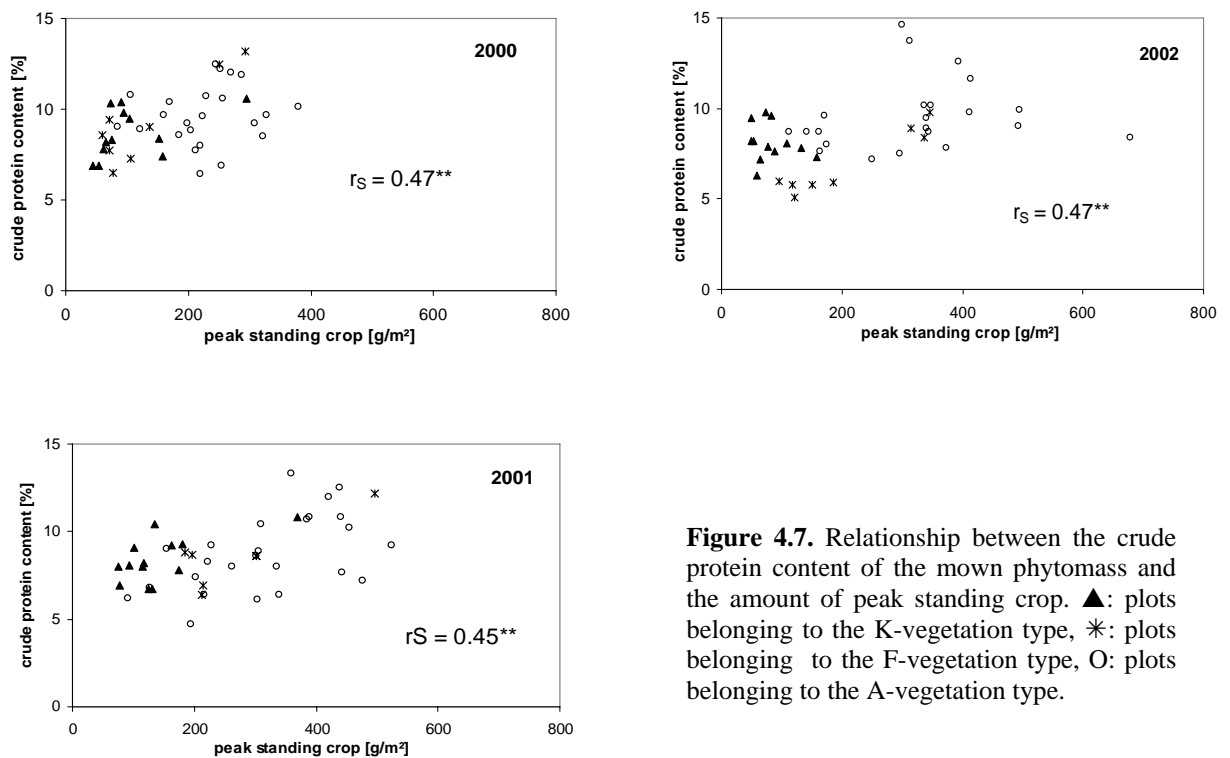 2000
crude protein content [%]
15
10
5
0
rS = 0.47**
0 200 400 600 800
peak standing crop [g/m²]
2002
crude protein content [%]
15
10
5
0
rS = 0.47**
0 200 400 600 800
peak standing crop [g/m²]
2001
crude protein content [%]
15
10
5
0
rS = 0.45**
0 200 400 600 800
peak standing crop [g/m²]
Figure 4.7. Relationship between the crude
protein content of the mown phytomass and
the amount of peak standing crop. ▲: plots
belonging to the K-vegetation type, ✳: plots
belonging to the F-vegetation type, O: plots
belonging to the A-vegetation type.